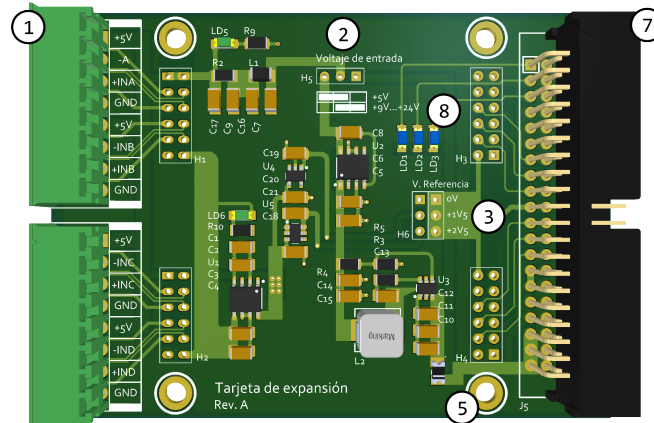 1
2
7
+5V
-A
+INA
GND
+5V
-INB
+INB
GND
+5V
-INC
+INC
GND
+5V
-IND
+IND
GND
LD5
R9
Voltaje de entrada
R2
L1
H5
+5V
+9V...+24V
8
C17
C9
C16
C7
H1
C19
U4
C20
C21
U5
C18
C8
U2
C6
C5
LD1
LD2
LD3
H3
V. Referencia
0V
+1V5
+2V5
H6
3
LD6
R10
C1
C2
U1
C3
C4
R5
R3
C13
R4
C14
C15
U3
C12
C11
C10
Marking
L2
H2
H4
Tarjeta de expansión
Rev. A
5
J5